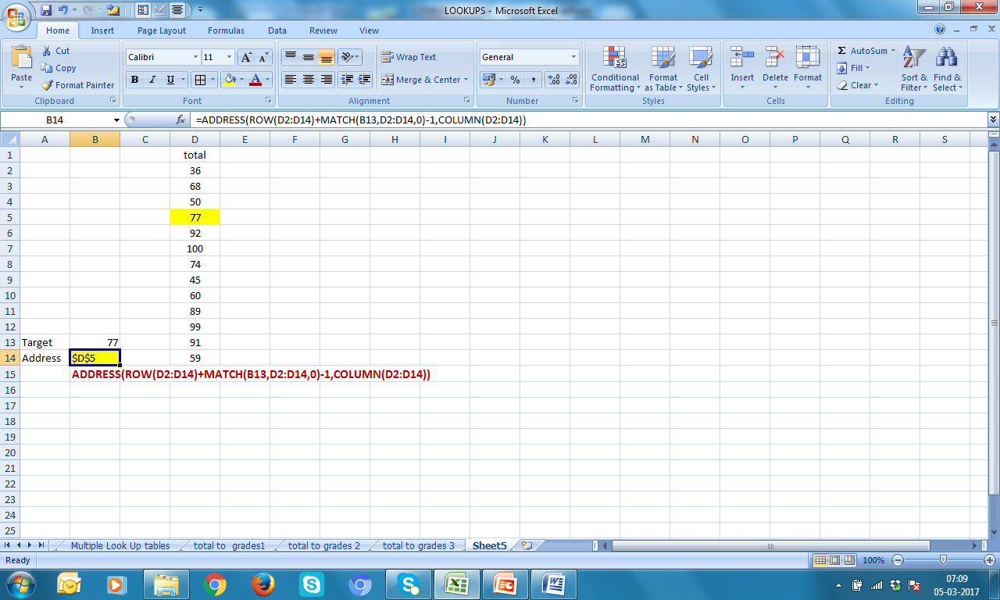 LOOKUPS - Microsoft Excel
Home Insert Page Layout Formulas Data Review View
Paste Cut Copy Format Painter Clipboard
Calibri 11 B I U Font
Wrap Text Merge & Center Alignment
General % , Number
Conditional Formatting Format as Table Cell Styles Styles
Insert Delete Format Cells
Σ AutoSum Fill Clear Sort & Filter Find & Select Editing
B14 fx =ADDRESS(ROW(D2:D14)+MATCH(B13,D2:D14,0)-1,COLUMN(D2:D14))
A B C D E F G H I J K L M N O P Q R S
1 total
2 36
3 68
4 50
5 77
6 92
7 100
8 74
9 45
10 60
11 89
12 99
13 Target 77 91
14 Address $D$5 59
15 ADDRESS(ROW(D2:D14)+MATCH(B13,D2:D14,0)-1,COLUMN(D2:D14))
16
17
18
19
20
21
22
23
24
25
Multiple Look Up tables total to grades1 total to grades 2 total to grades 3 Sheet5
Ready 100%
07:09
05-03-2017